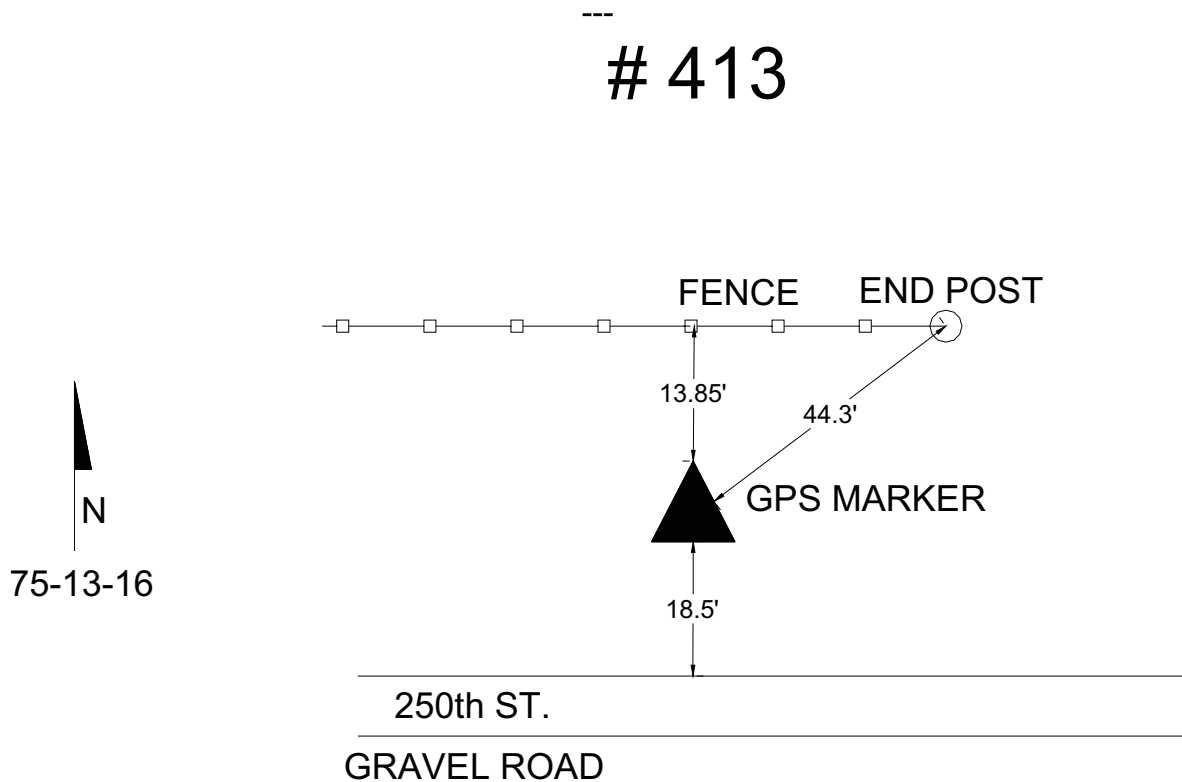 ---
# 413
FENCE
END POST
13.85'
44.3'
GPS MARKER
N
75-13-16
18.5'
250th ST.
GRAVEL ROAD